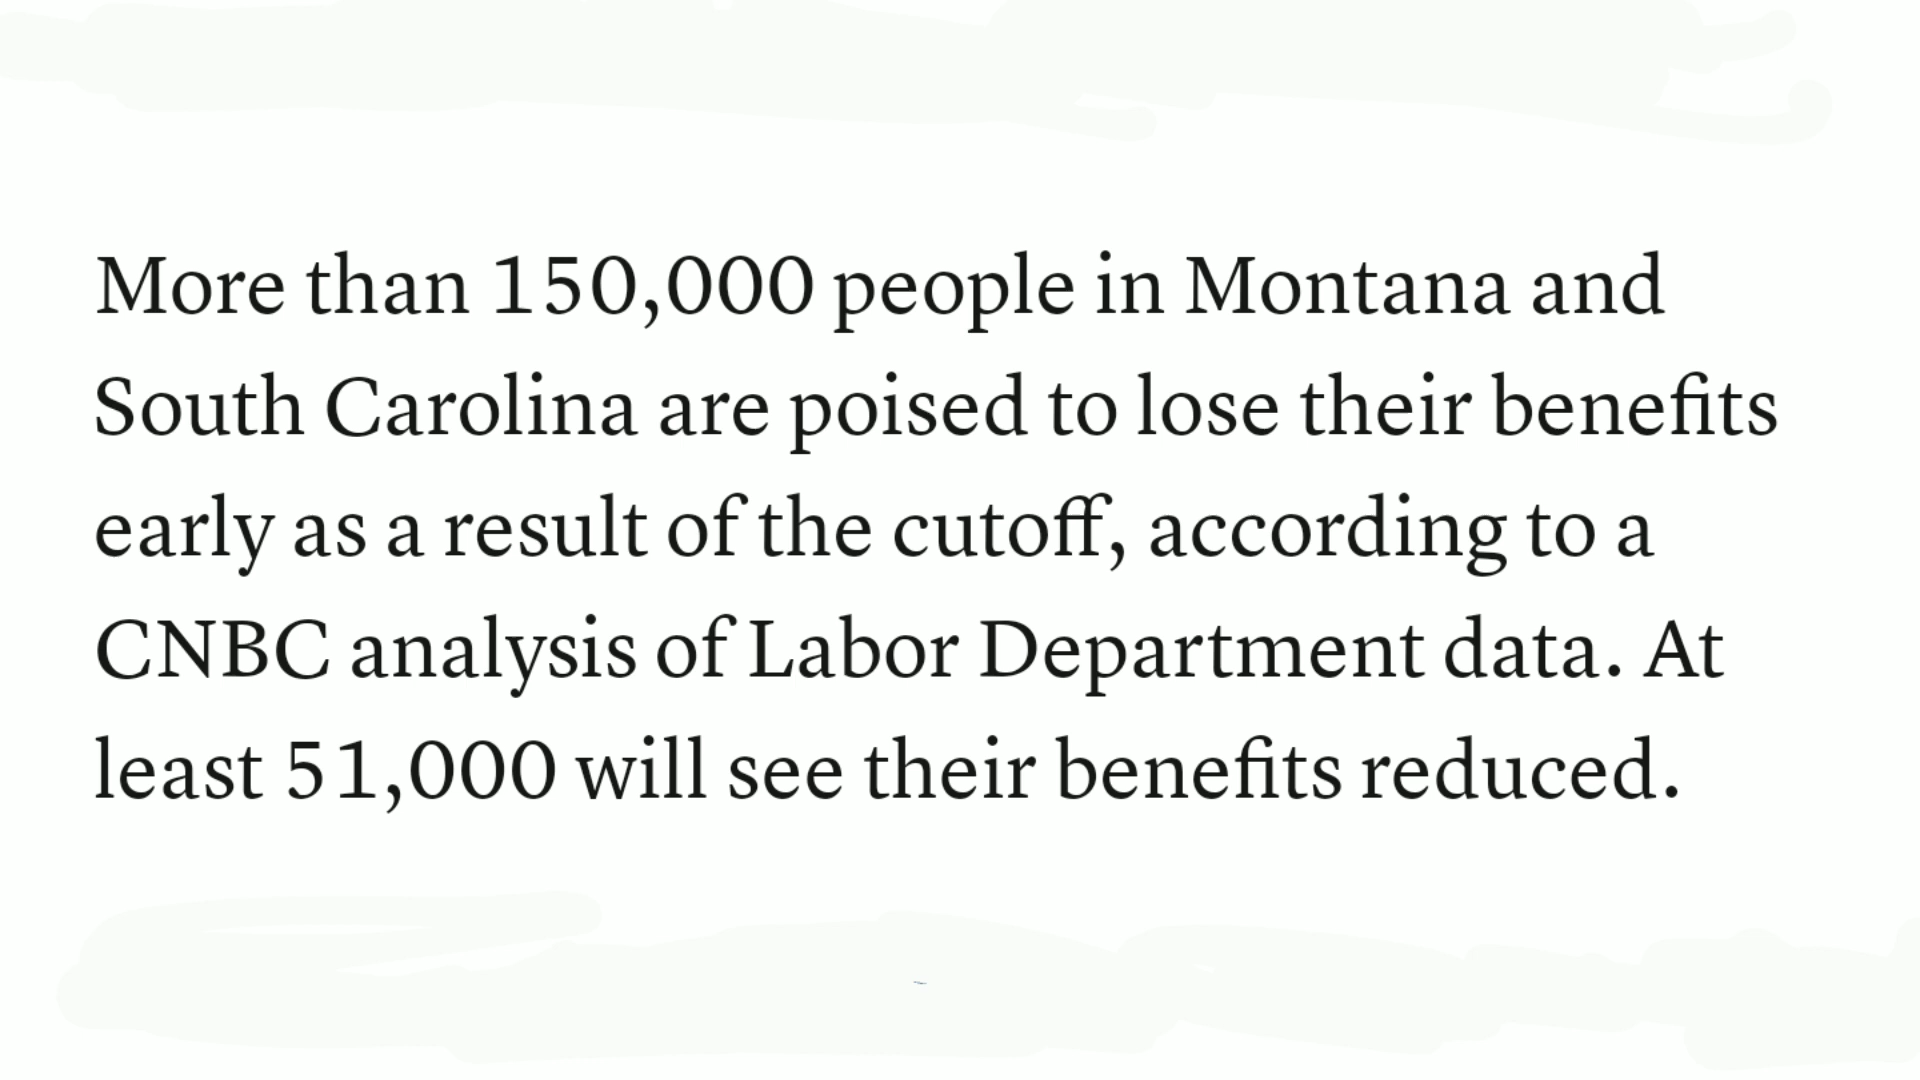 More than 150,000 people in Montana and
South Carolina are poised to lose their benefits
early as a result of the cutoff, according to a
CNBC analysis of Labor Department data. At
least 51,000 will see their benefits reduced.